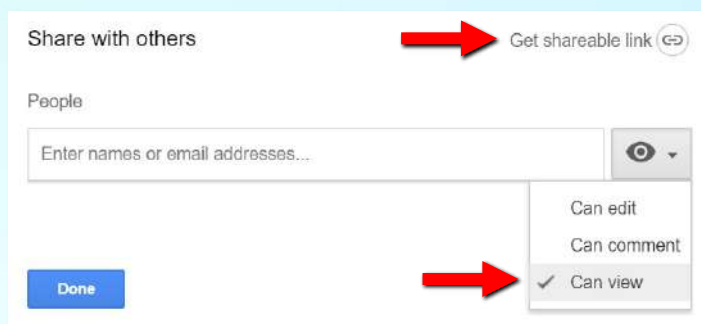 Share with others
Get shareable link
People
Enter names or email addresses...
Can edit
Can comment
Can view
Done